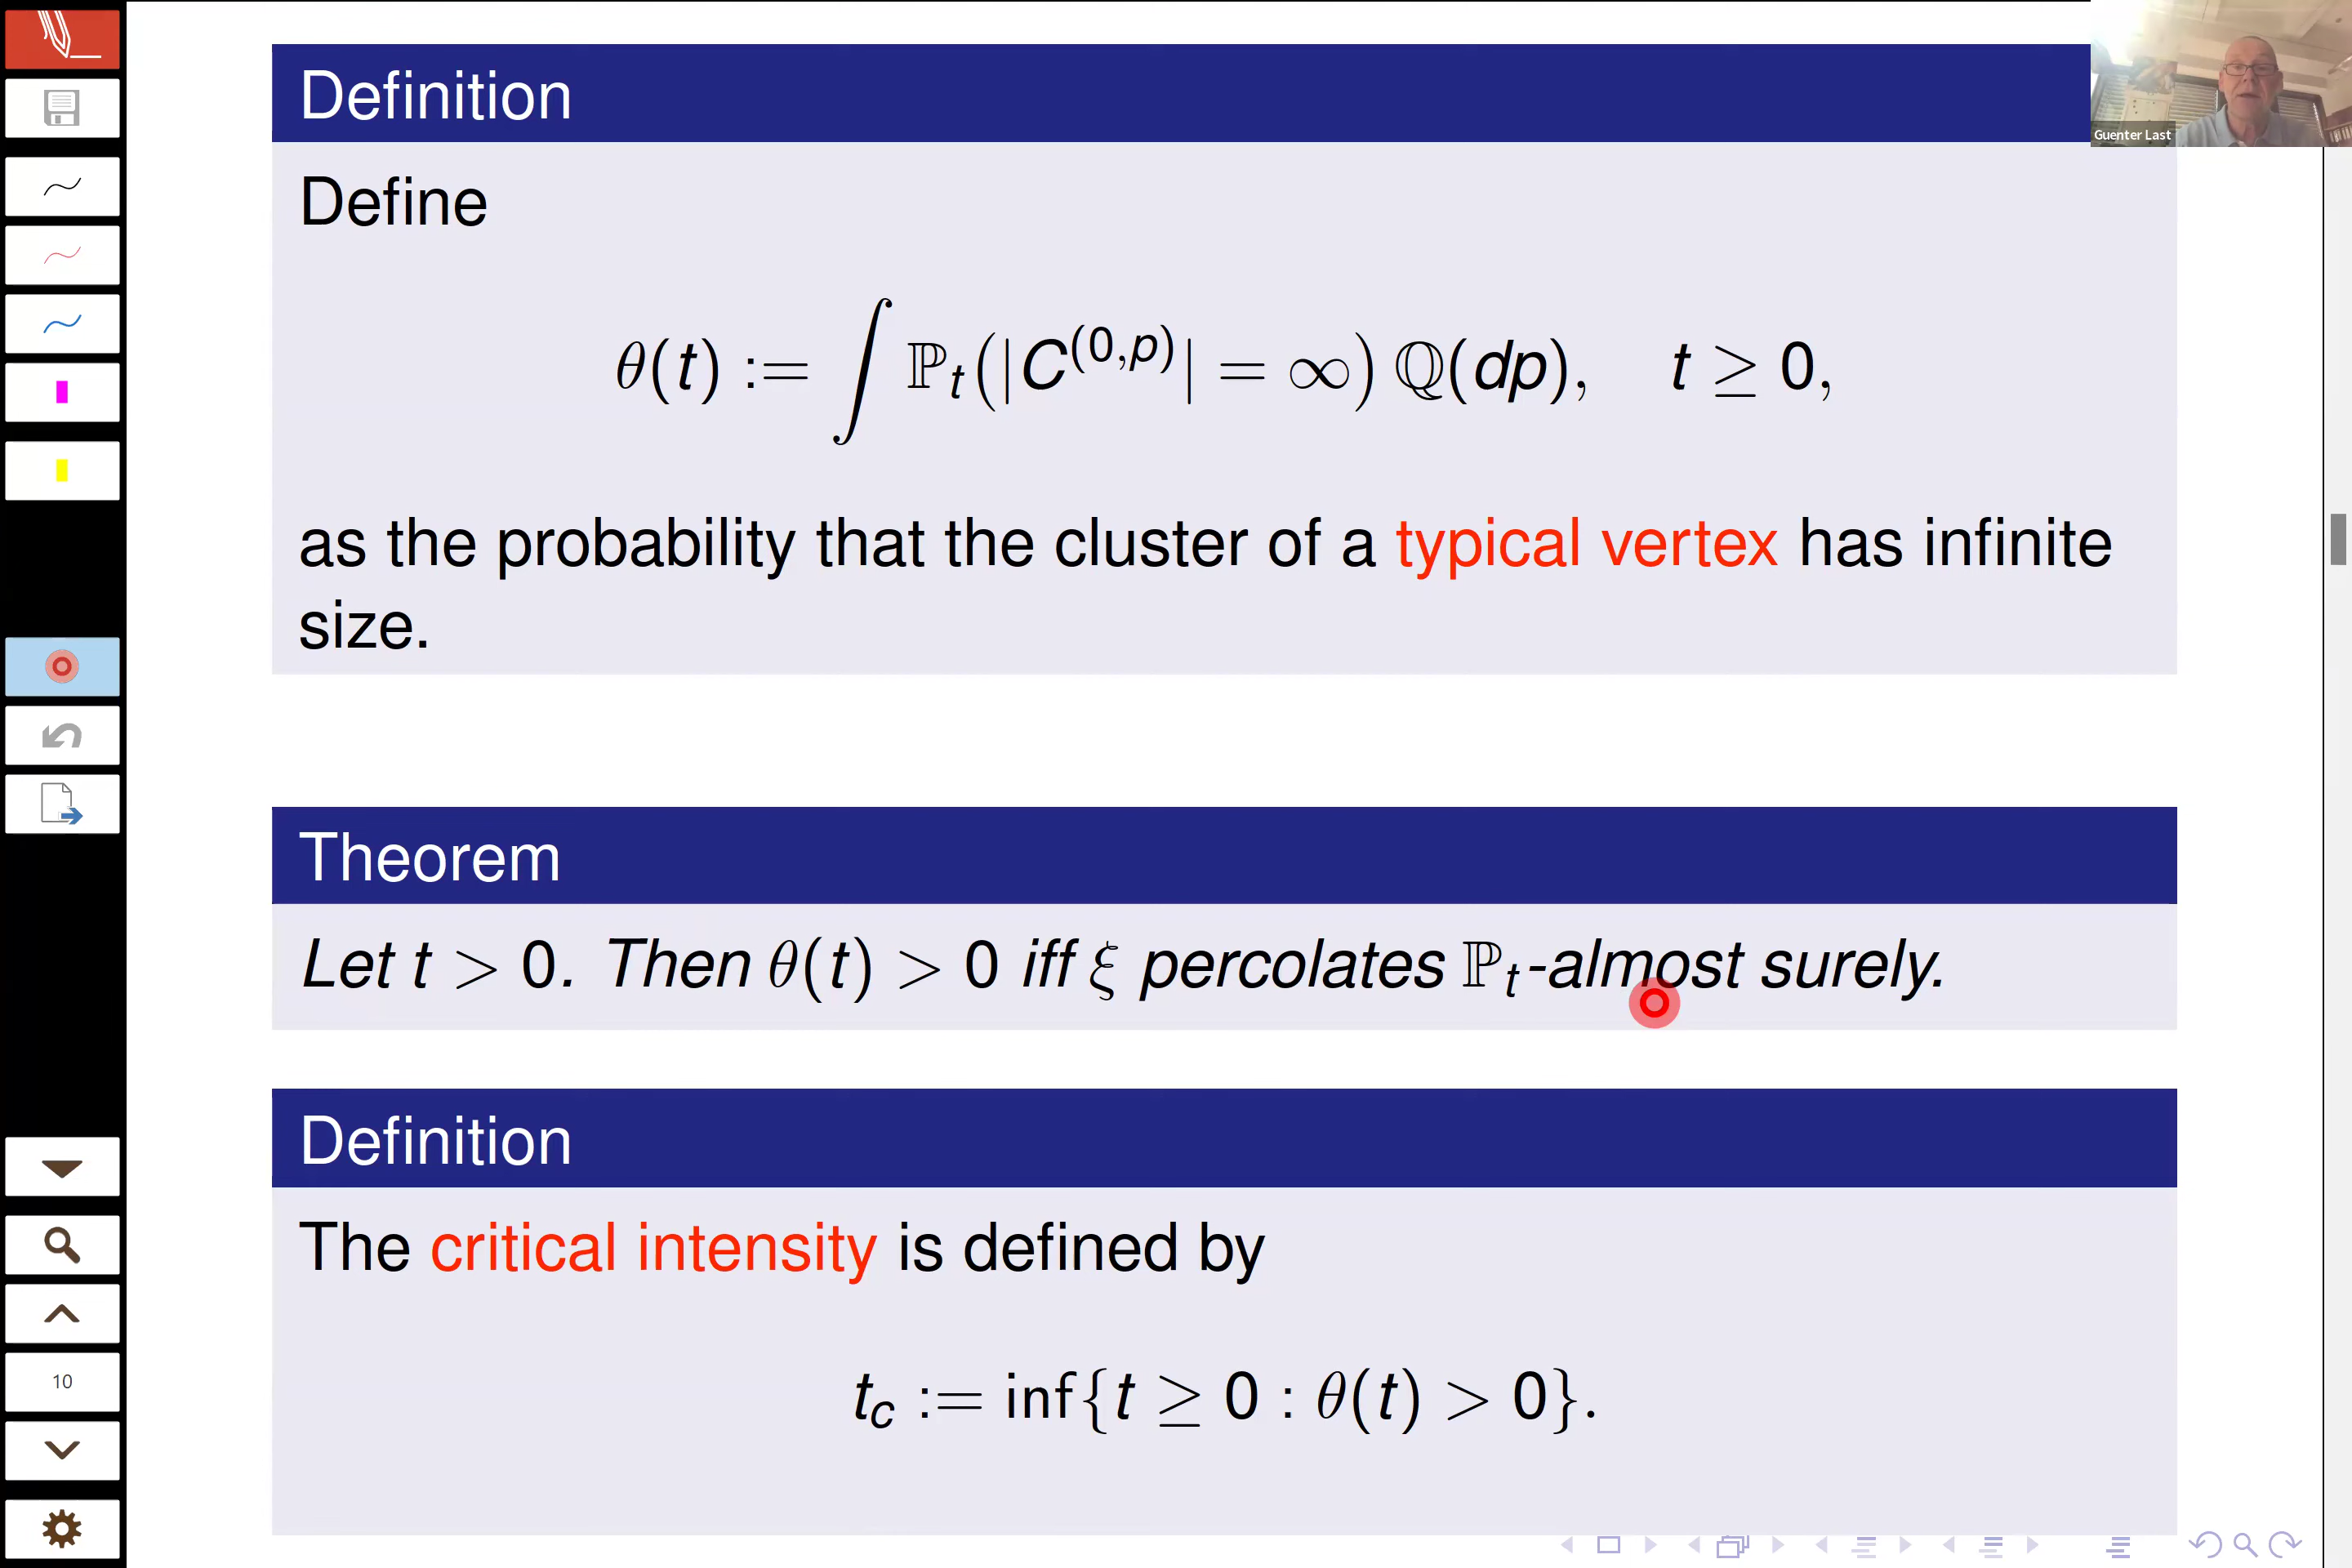 Guenter Last
Definition
Define
θ(t) := ∫ ℙ_t(|C^{(0,p)}| = ∞) ℚ(dp), t ≥ 0,
as the probability that the cluster of a typical vertex has infinite
size.
Theorem
Let t > 0. Then θ(t) > 0 iff ξ percolates ℙ_t-almost surely.
Definition
The critical intensity is defined by
t_c := inf{t ≥ 0 : θ(t) > 0}.
10